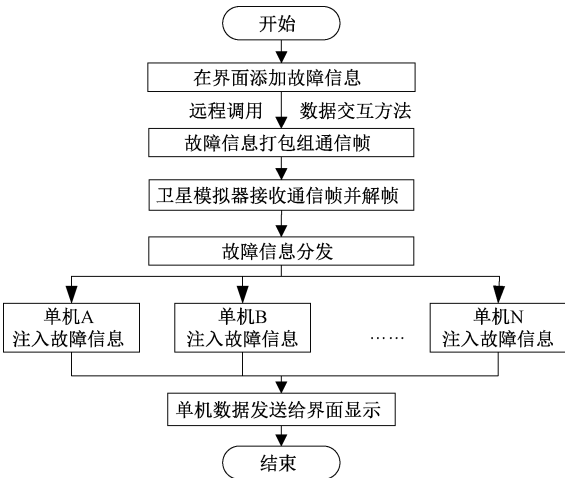 开始
在界面添加故障信息
远程调用 数据交互方法
故障信息打包组通信帧
卫星模拟器接收通信帧并解帧
故障信息分发
单机A
注入故障信息
单机B
注入故障信息
……
单机N
注入故障信息
单机数据发送给界面显示
结束